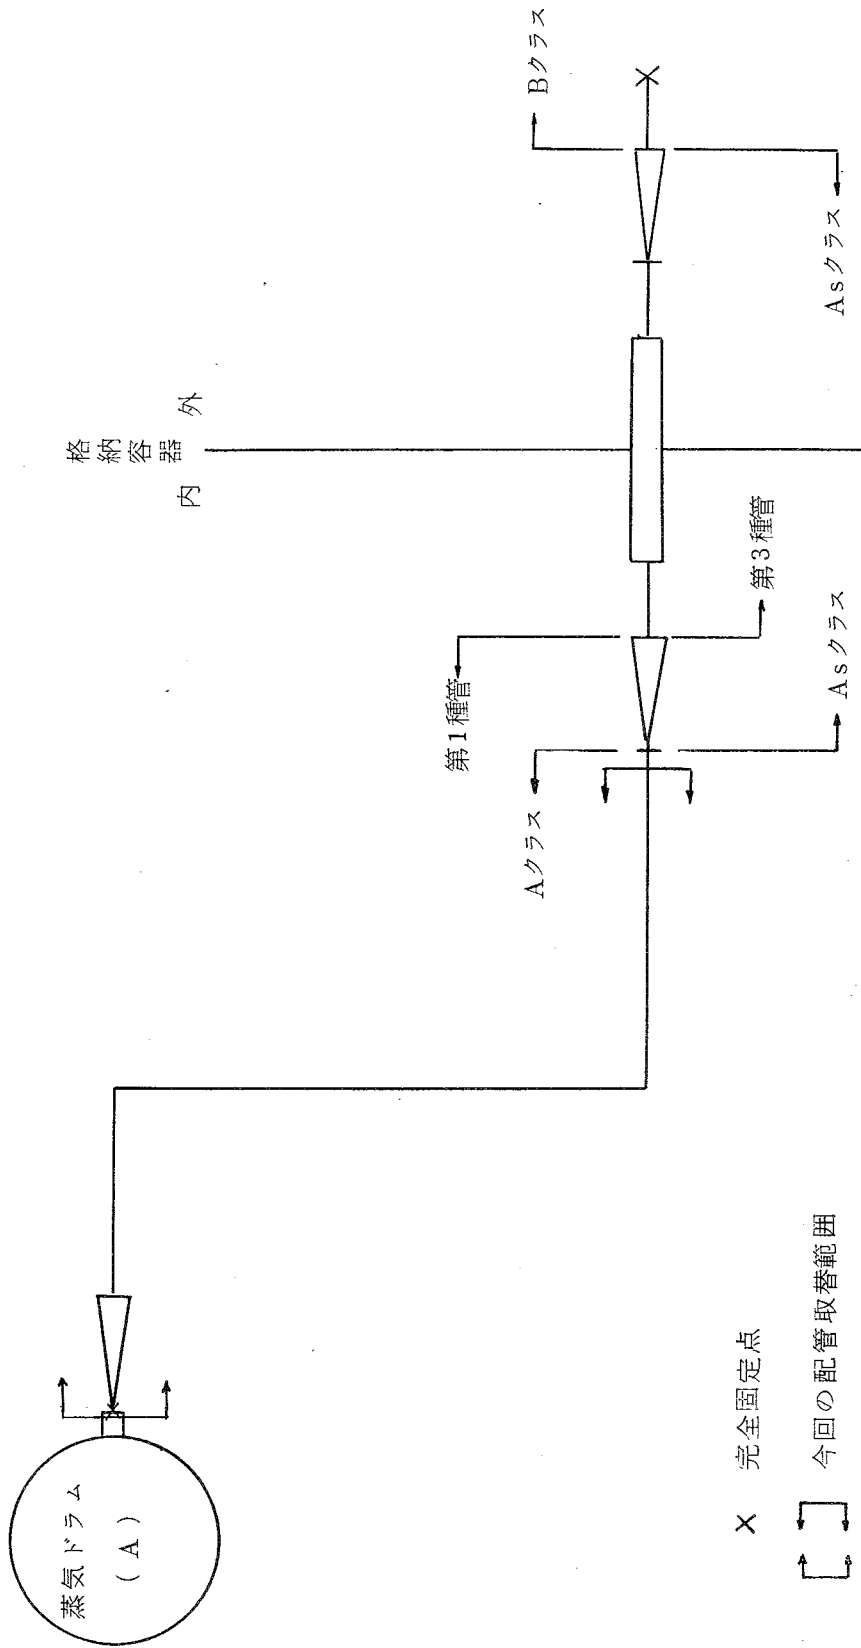 蒸気ドラム
(A)
Aクラス
第1種管
Asクラス
第3種管
格納容器
内
外
Asクラス
Bクラス
× 完全固定点
今回の配管取替範囲